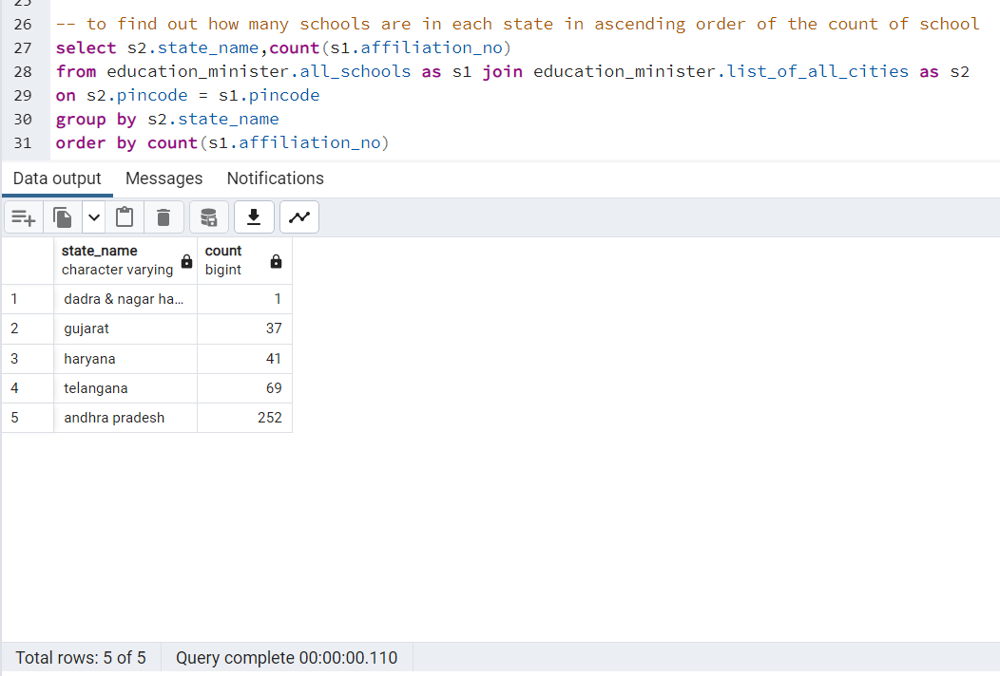 26 -- to find out how many schools are in each state in ascending order of the count of school
27 select s2.state_name,count(s1.affiliation_no)
28 from education_minister.all_schools as s1 join education_minister.list_of_all_cities as s2
29 on s2.pincode = s1.pincode
30 group by s2.state_name
31 order by count(s1.affiliation_no)
Data output Messages Notifications
state_name count
character varying bigint
1 dadra & nagar ha... 1
2 gujarat 37
3 haryana 41
4 telangana 69
5 andhra pradesh 252
Total rows: 5 of 5 Query complete 00:00:00.110